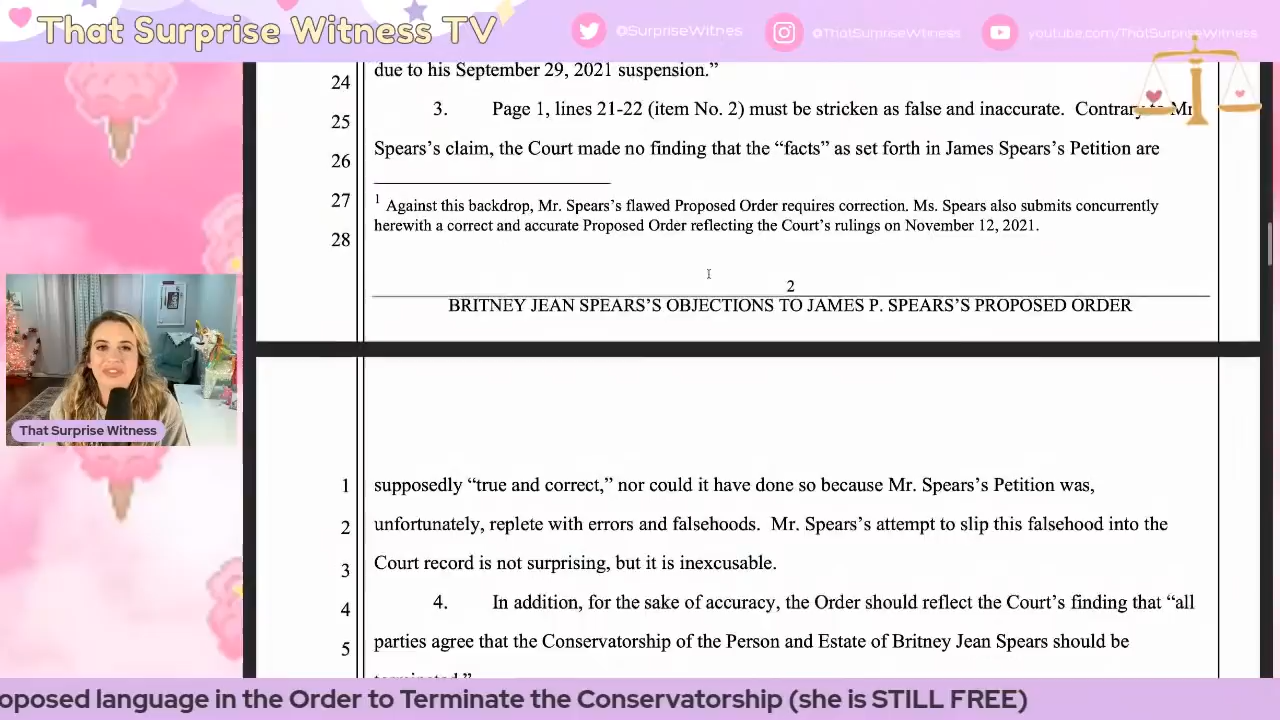 That Surprise Witness TV
@SurpriseWitnes
@ThatSurpriseWitness
youtube.com/ThatSurpriseWitness
24
due to his September 29, 2021 suspension.”
3. Page 1, lines 21-22 (item No. 2) must be stricken as false and inaccurate. Contrary to Mr
25
Spears’s claim, the Court made no finding that the “facts” as set forth in James Spears’s Petition are
26
27
1 Against this backdrop, Mr. Spears’s flawed Proposed Order requires correction. Ms. Spears also submits concurrently
herewith a correct and accurate Proposed Order reflecting the Court’s rulings on November 12, 2021.
28
2
BRITNEY JEAN SPEARS’S OBJECTIONS TO JAMES P. SPEARS’S PROPOSED ORDER
That Surprise Witness
1 supposedly “true and correct,” nor could it have done so because Mr. Spears’s Petition was,
2 unfortunately, replete with errors and falsehoods. Mr. Spears’s attempt to slip this falsehood into the
3 Court record is not surprising, but it is inexcusable.
4 4. In addition, for the sake of accuracy, the Order should reflect the Court’s finding that “all
5 parties agree that the Conservatorship of the Person and Estate of Britney Jean Spears should be
terminated.”
oposed language in the Order to Terminate the Conservatorship (she is STILL FREE)